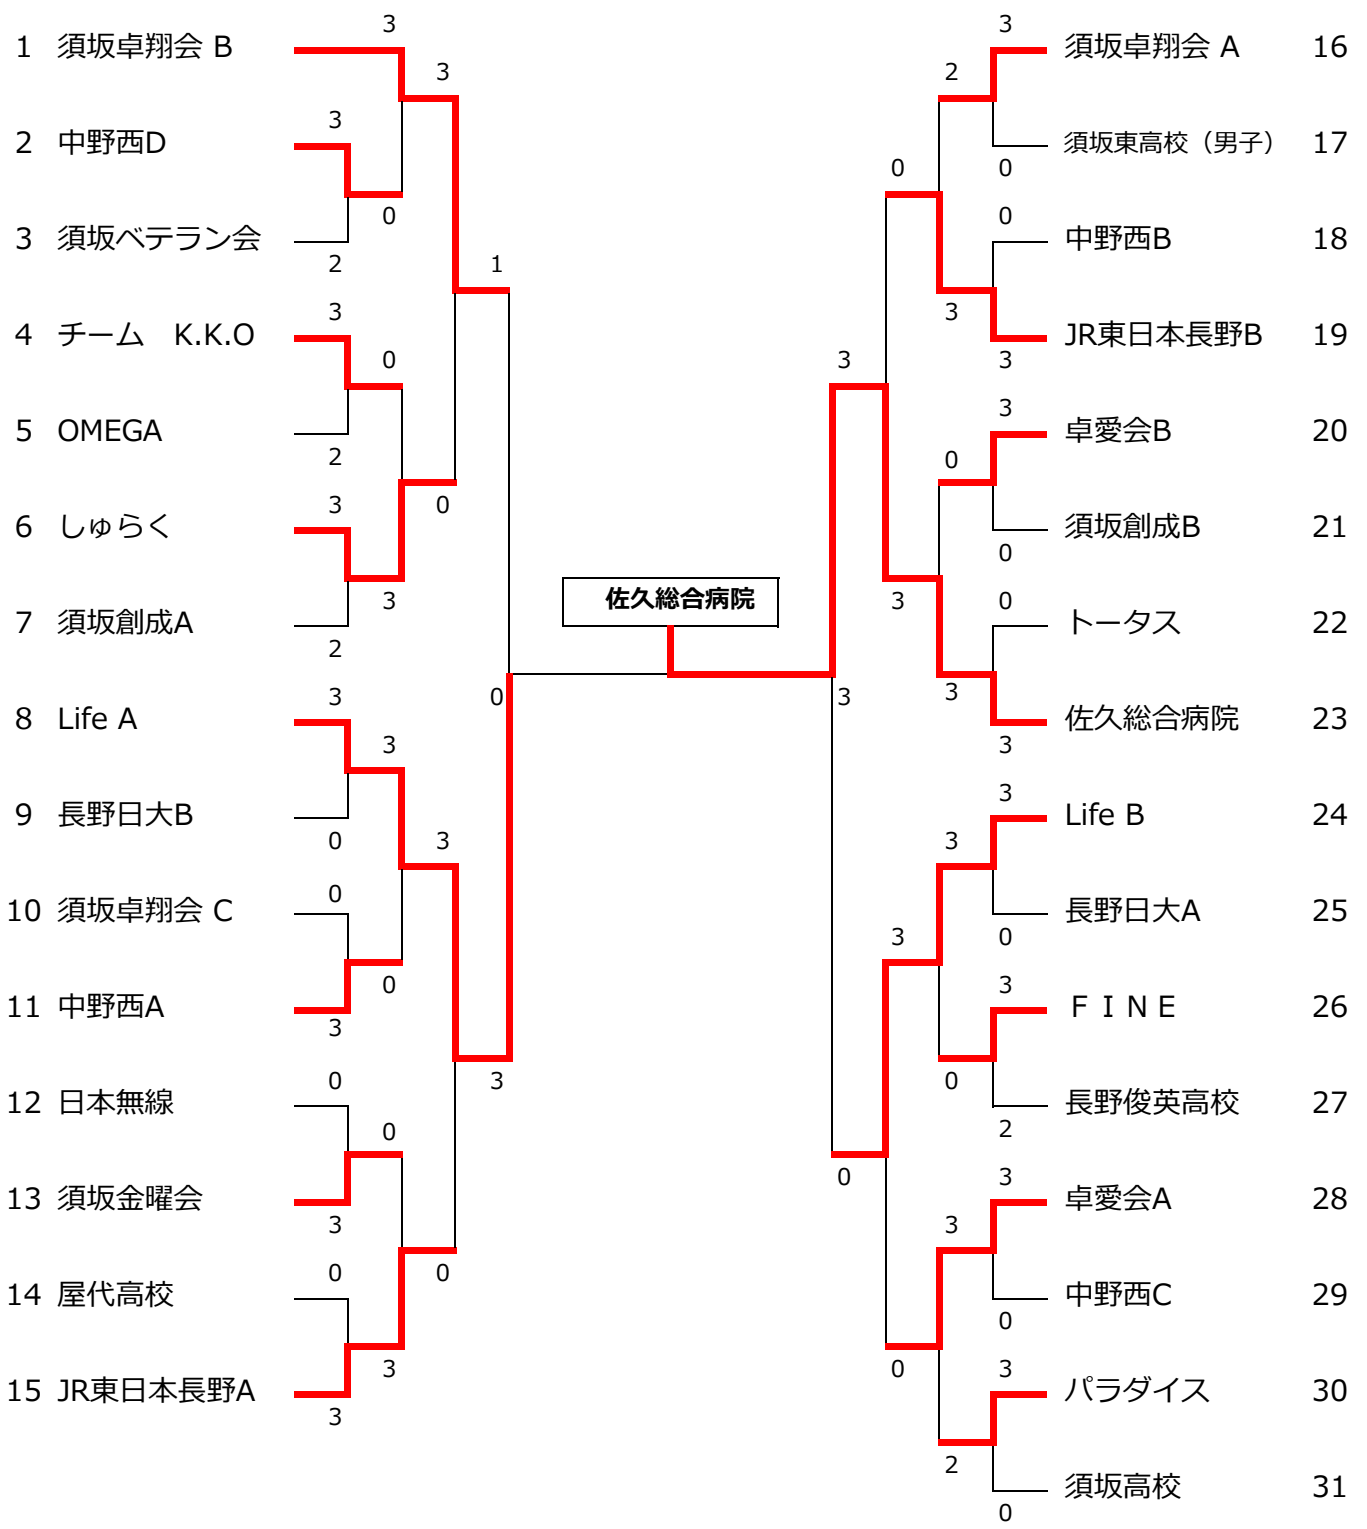 3
1 須坂卓翔会 B
3
3
2 中野西D
0
3 須坂ベテラン会
2
1
3
4 チーム　K.K.O
0
5 OMEGA
2
3
0
6 しゅらく
3
7 須坂創成A
2
0
3
8 Life A
3
9 長野日大B
0
3
0
10 須坂卓翔会 C
0
11 中野西A
3
3
0
12 日本無線
0
13 須坂金曜会
3
0
0
14 屋代高校
3
15 JR東日本長野A
3
佐久総合病院
3
須坂卓翔会 A 16
2
須坂東高校（男子） 17
0
0
0
中野西B 18
3
JR東日本長野B 19
3
3
3
卓愛会B 20
0
須坂創成B 21
0
3
0
トータス 22
3
3
佐久総合病院 23
3
3
Life B 24
3
長野日大A 25
0
3
3
ＦＩＮＥ 26
0
長野俊英高校 27
2
0
3
卓愛会A 28
3
中野西C 29
0
0
3
パラダイス 30
2
須坂高校 31
0